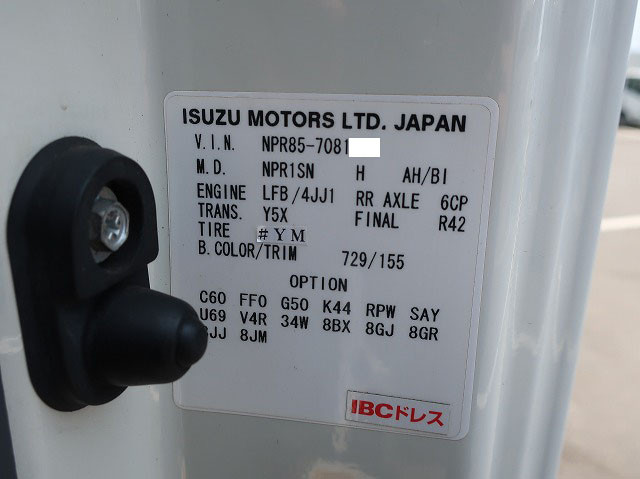 ISUZU MOTORS LTD. JAPAN
V.I.N. NPR85-7081
M.D. NPR1SN H AH/BI
ENGINE LFB/4JJ1 RR AXLE 6CP
TRANS. Y5X FINAL R42
TIRE #YM
B.COLOR/TRIM 729/155
OPTION
C60 FF0 G50 K44 RPW SAY
U69 V4R 34W 8BX 8GJ 8GR
8JM
IBCドレス